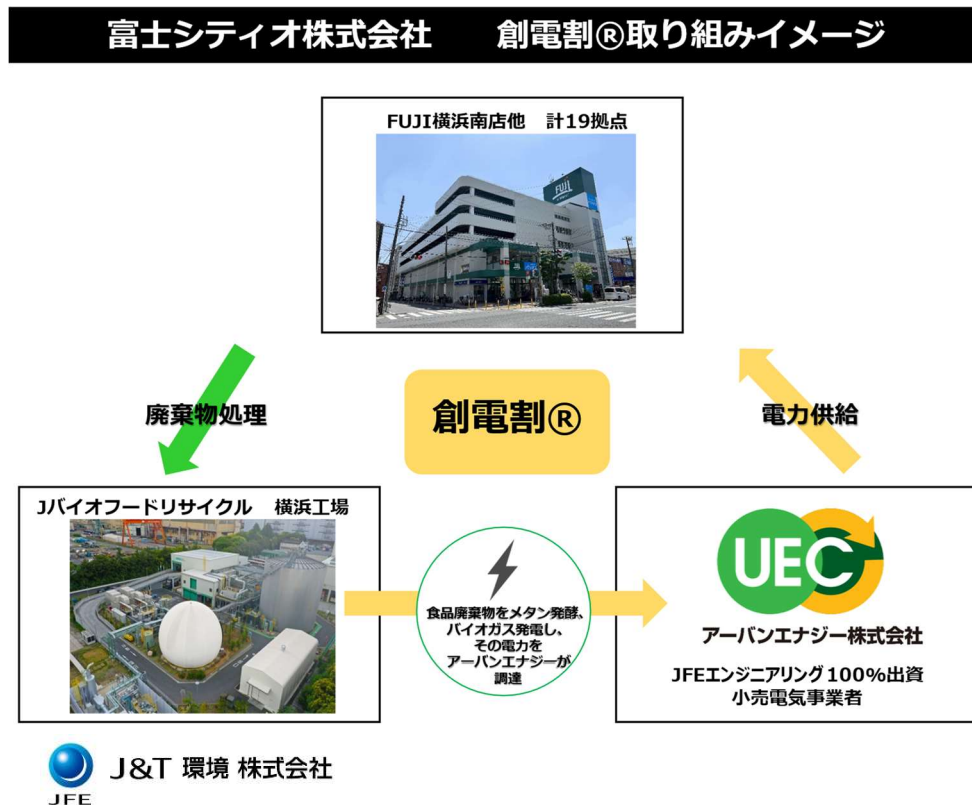 富士シティオ株式会社　創電割®取り組みイメージ
FUJI横浜南店他　計19拠点
FUJI
廃棄物処理
創電割®
電力供給
Jバイオフードリサイクル　横浜工場
食品廃棄物をメタン発酵、
バイオガス発電し、
その電力を
アーバンエナジーが
調達
UEC
アーバンエナジー株式会社
JFEエンジニアリング100%出資
小売電気事業者
J&T 環境 株式会社
JFE